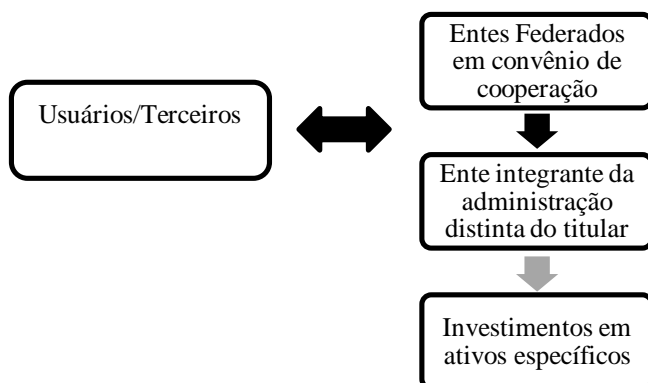 Usuários/Terceiros
Entes Federados
em convênio de
cooperação
Ente integrante da
administração
distinta do titular
Investimentos em
ativos específicos